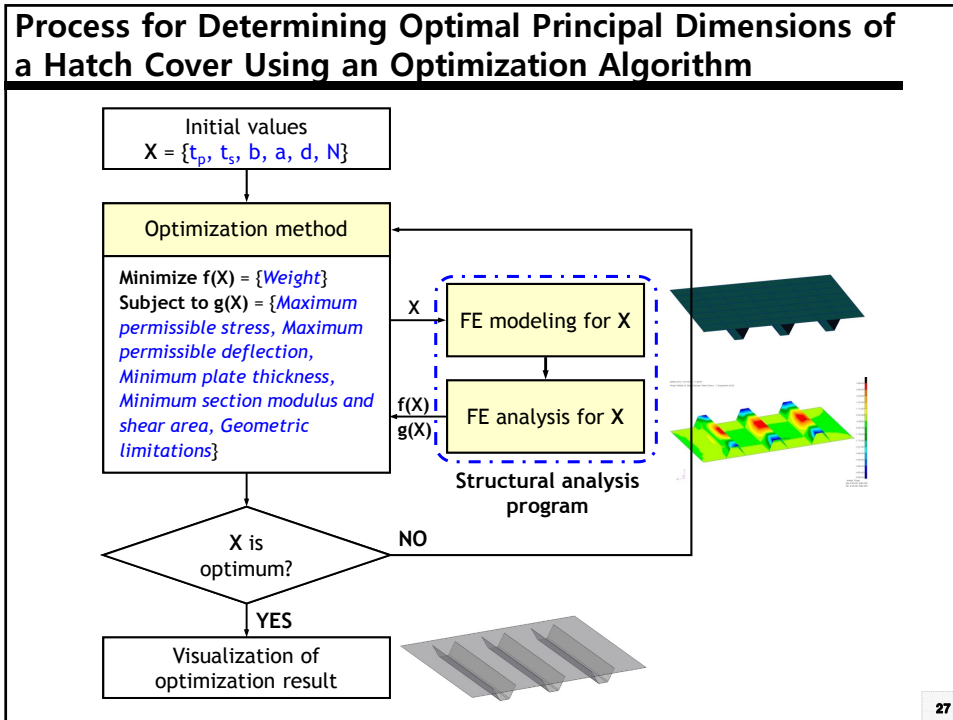 Process for Determining Optimal Principal Dimensions of
a Hatch Cover Using an Optimization Algorithm
Initial values
X = {tp, ts, b, a, d, N}
Optimization method
Minimize f(X) = {Weight}
Subject to g(X) = {Maximum
permissible stress, Maximum
permissible deflection,
Minimum plate thickness,
Minimum section modulus and
shear area, Geometric
limitations}
X
FE modeling for X
f(X)
g(X)
FE analysis for X
Structural analysis
program
X is
optimum?
NO
YES
Visualization of
optimization result
27